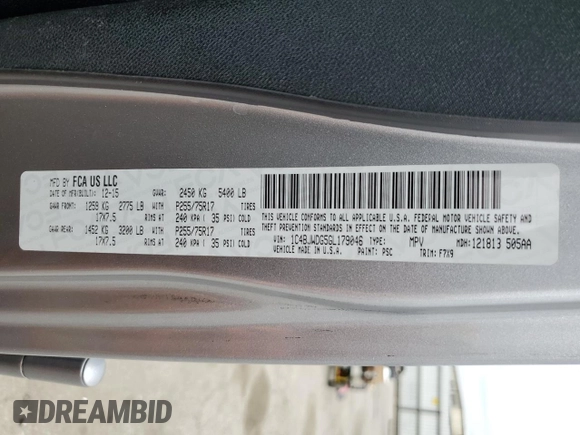 MFD BY FCA US LLC
DATE OF MFR(BUILT): 12-15 GVWR: 2450 KG 5400 LB
GAWR FRONT: 1259 KG 2775 LB WITH P255/75R17 TIRES
17X7.5 RIMS AT 240 KPA( 35 PSI) COLD
GAWR REAR: 1452 KG 3200 LB WITH P255/75R17 TIRES
17X7.5 RIMS AT 240 KPA( 35 PSI) COLD
THIS VEHICLE CONFORMS TO ALL APPLICABLE U.S.A. FEDERAL MOTOR VEHICLE SAFETY AND
THEFT PREVENTION STANDARDS IN EFFECT ON THE DATE OF MANUFACTURE SHOWN ABOVE.
VIN: 1C4BJWDG5GL179046 TYPE: MPV MDH: 121813 505AA
VEHICLE MADE IN U.S.A. PAINT: PSC TRIM: F7X9
DREAMBID